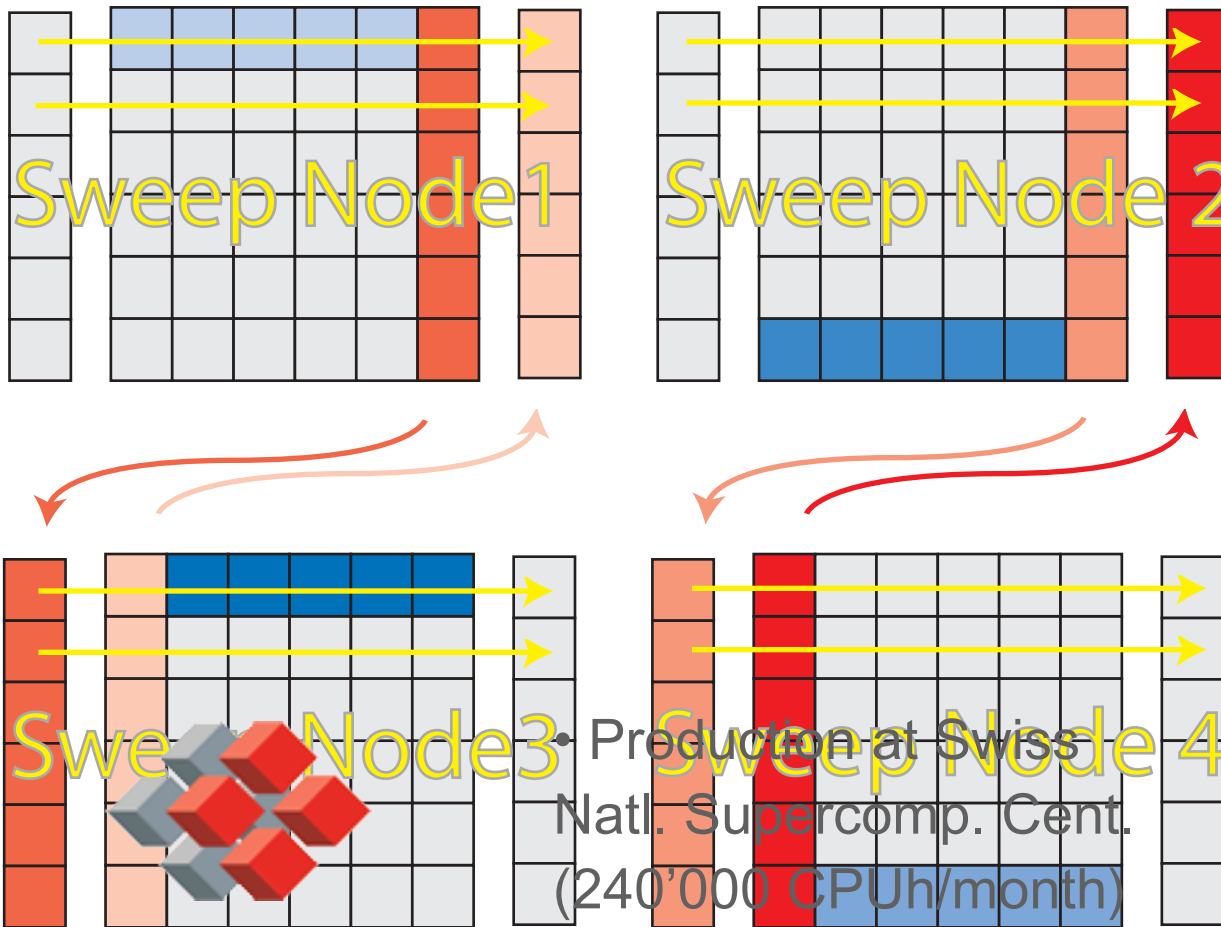 Sweep Node1
Sweep Node 2
Sweep Node3
Sweep Node 4
• Production at Swiss
Natl. Supercomp. Cent.
(240’000 CPUh/month)